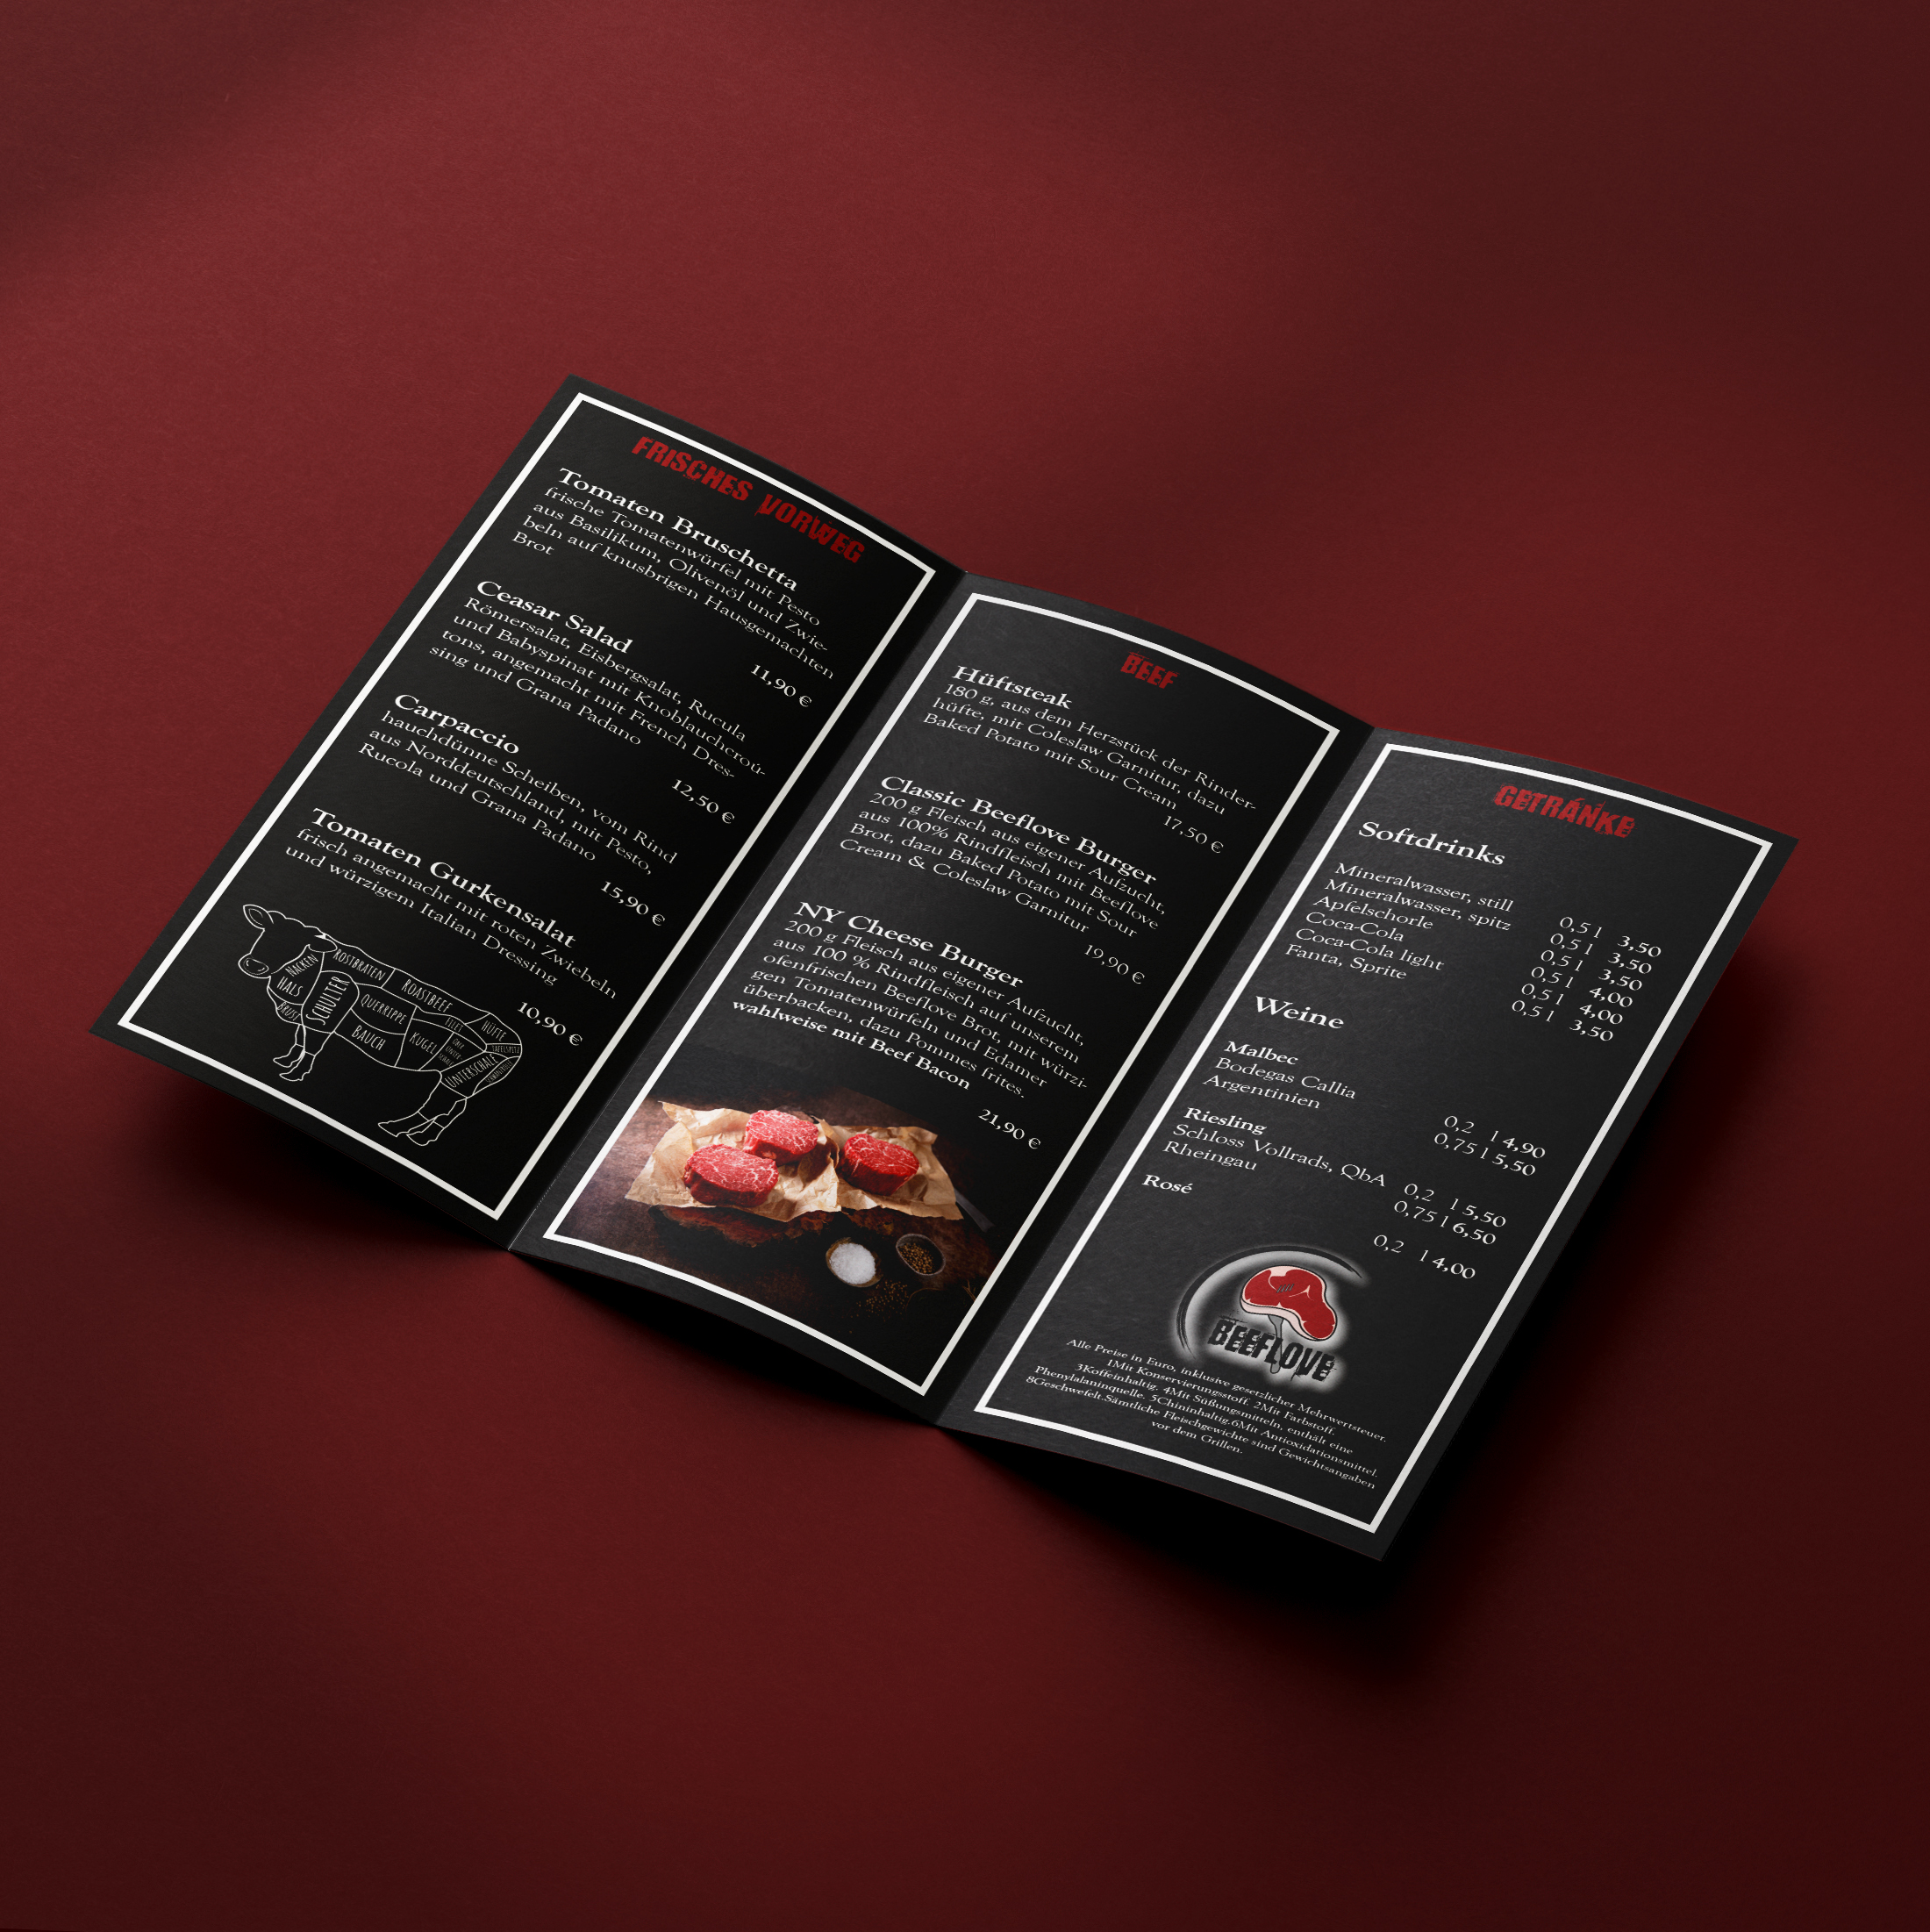 FRISCHES VORWEG
Tomaten Bruschetta
frische Tomatenwürfel mit Pesto
aus Basilikum, Olivenöl und Zwie-
beln auf knusbrigen Hausgemachten
Brot
11,90 €
Ceasar Salad
Römersalat, Eisbergsalat, Rucula
und Babyspinat mit Knoblauchcroû-
tons, angemacht mit French Dres-
sing und Grana Padano
12,50 €
Carpaccio
hauchdünne Scheiben, vom Rind
aus Norddeutschland, mit Pesto,
Rucola und Grana Padano
15,90 €
Tomaten Gurkensalat
frisch angemacht mit roten Zwiebeln
und würzigem Italian Dressing
10,90 €
NACKEN
HALS
BRUST
SCHULTER
ROSTBRATEN
QUERRIPPE
BAUCH
ROASTBEEF
FILET
KUGEL
HÜFTE
TAFELSPITZ
UNTERSCHALE
BEEF
Hüftsteak
180 g, aus dem Herzstück der Rinder-
hüfte, mit Coleslaw Garnitur, dazu
Baked Potato mit Sour Cream
17,50 €
Classic Beeflove Burger
200 g Fleisch aus eigener Aufzucht,
aus 100% Rindfleisch mit Beeflove
Brot, dazu Baked Potato mit Sour
Cream & Coleslaw Garnitur
19,90 €
NY Cheese Burger
200 g Fleisch aus eigener Aufzucht,
aus 100 % Rindfleisch auf unserem
ofenfrischen Beeflove Brot, mit würzi-
gen Tomatenwürfeln und Edamer
überbacken, dazu Pommes frites.
wahlweise mit Beef Bacon
21,90 €
GETRÄNKE
Softdrinks
Mineralwasser, still 0,5 l 3,50
Mineralwasser, spitz 0,5 l 3,50
Apfelschorle 0,5 l 3,50
Coca-Cola 0,5 l 4,00
Coca-Cola light 0,5 l 4,00
Fanta, Sprite 0,5 l 3,50
Weine
Malbec
Bodegas Callia
Argentinien
0,2 l 4,90
0,75 l 5,50
Riesling
Schloss Vollrads, QbA
Rheingau
0,2 l 5,50
0,75 l 6,50
Rosé
0,2 l 4,00
BEEFLOVE
Alle Preise in Euro, inklusive gesetzlicher Mehrwertsteuer.
1Mit Konservierungsstoff. 2Mit Farbstoff.
3Koffeinhaltig. 4Mit Süßungsmitteln, enthält eine
Phenylalaninquelle. 5Chininhaltig.6Mit Antioxidationsmittel.
8Geschwefelt.Sämtliche Fleischgewichte sind Gewichtsangaben
vor dem Grillen.